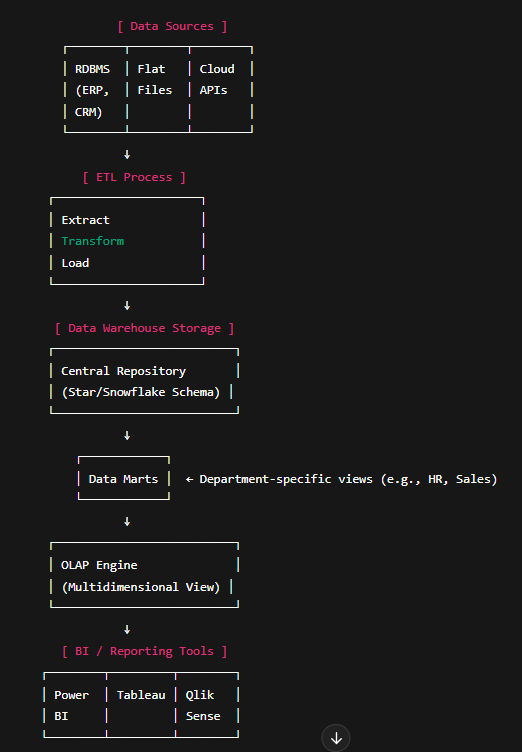 [ Data Sources ]
RDBMS Flat Cloud
(ERP, Files APIs
CRM)
↓
[ ETL Process ]
Extract
Transform
Load
↓
[ Data Warehouse Storage ]
Central Repository
(Star/Snowflake Schema)
↓
Data Marts ← Department-specific views (e.g., HR, Sales)
↓
OLAP Engine
(Multidimensional View)
↓
[ BI / Reporting Tools ]
Power Tableau Qlik
BI Sense